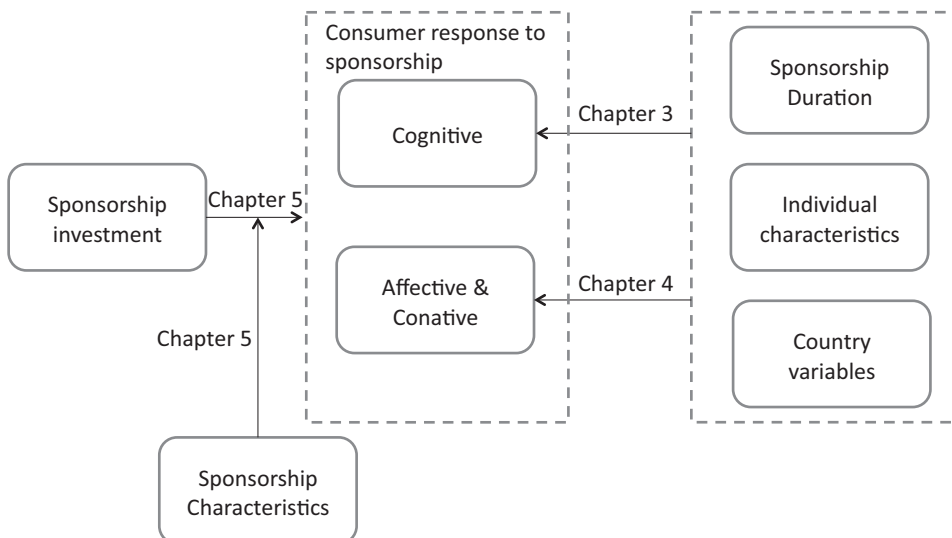 Consumer response to
sponsorship
Sponsorship
Duration
Cognitive
Chapter 3
Sponsorship
investment
Chapter 5
Individual
characteristics
Affective &
Conative
Chapter 4
Chapter 5
Country
variables
Sponsorship
Characteristics